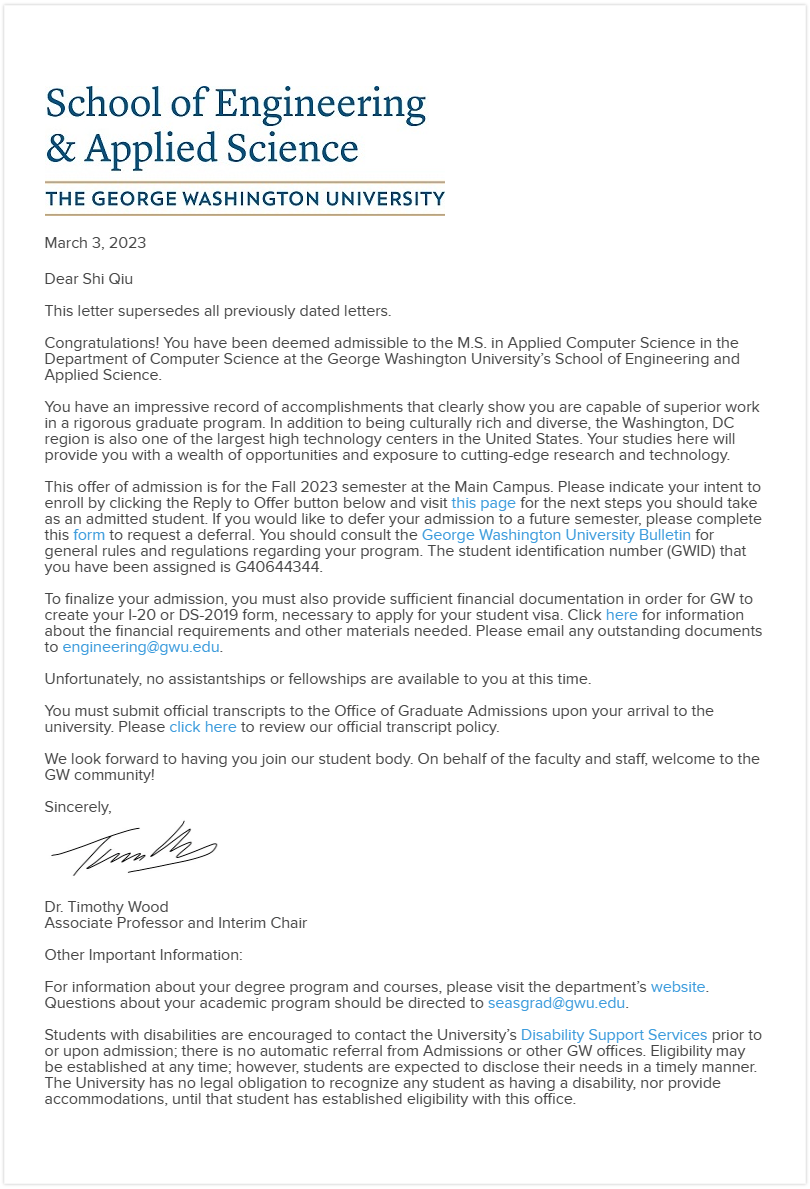 School of Engineering
& Applied Science
THE GEORGE WASHINGTON UNIVERSITY
March 3, 2023
Dear Shi Qiu
This letter supersedes all previously dated letters.
Congratulations! You have been deemed admissible to the M.S. in Applied Computer Science in the
Department of Computer Science at the George Washington University's School of Engineering and
Applied Science.
You have an impressive record of accomplishments that clearly show you are capable of superior work
in a rigorous graduate program. In addition to being culturally rich and diverse, the Washington, DC
region is also one of the largest high technology centers in the United States. Your studies here will
provide you with a wealth of opportunities and exposure to cutting-edge research and technology.
This offer of admission is for the Fall 2023 semester at the Main Campus. Please indicate your intent to
enroll by clicking the Reply to Offer button below and visit this page for the next steps you should take
as an admitted student. If you would like to defer your admission to a future semester, please complete
this form to request a deferral. You should consult the George Washington University Bulletin for
general rules and regulations regarding your program. The student identification number (GWID) that
you have been assigned is G40644344.
To finalize your admission, you must also provide sufficient financial documentation in order for GW to
create your I-20 or DS-2019 form, necessary to apply for your student visa. Click here for information
about the financial requirements and other materials needed. Please email any outstanding documents
to engineering@gwu.edu.
Unfortunately, no assistantships or fellowships are available to you at this time.
You must submit official transcripts to the Office of Graduate Admissions upon your arrival to the
university. Please click here to review our official transcript policy.
We look forward to having you join our student body. On behalf of the faculty and staff, welcome to the
GW community!
Sincerely,
Dr. Timothy Wood
Associate Professor and Interim Chair
Other Important Information:
For information about your degree program and courses, please visit the department's website.
Questions about your academic program should be directed to seasgrad@gwu.edu.
Students with disabilities are encouraged to contact the University's Disability Support Services prior to
or upon admission; there is no automatic referral from Admissions or other GW offices. Eligibility may
be established at any time; however, students are expected to disclose their needs in a timely manner.
The University has no legal obligation to recognize any student as having a disability, nor provide
accommodations, until that student has established eligibility with this office.